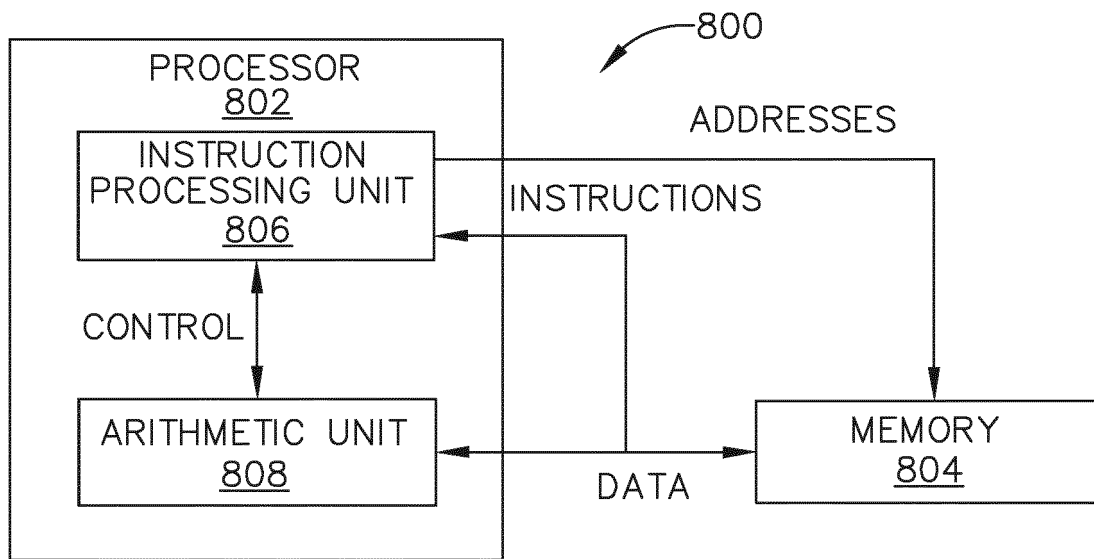 800
PROCESSOR
802
ADDRESSES
INSTRUCTION
PROCESSING UNIT
806
INSTRUCTIONS
CONTROL
ARITHMETIC UNIT
808
DATA
MEMORY
804